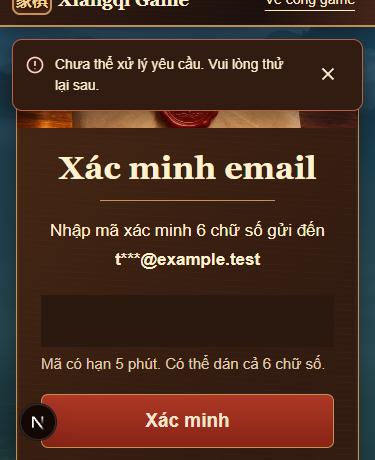 象棋 Xiangqi Game
Về cổng game
Chưa thể xử lý yêu cầu. Vui lòng thử
lại sau.
Xác minh email
Nhập mã xác minh 6 chữ số gửi đến
t***@example.test
Mã có hạn 5 phút. Có thể dán cả 6 chữ số.
Xác minh
N